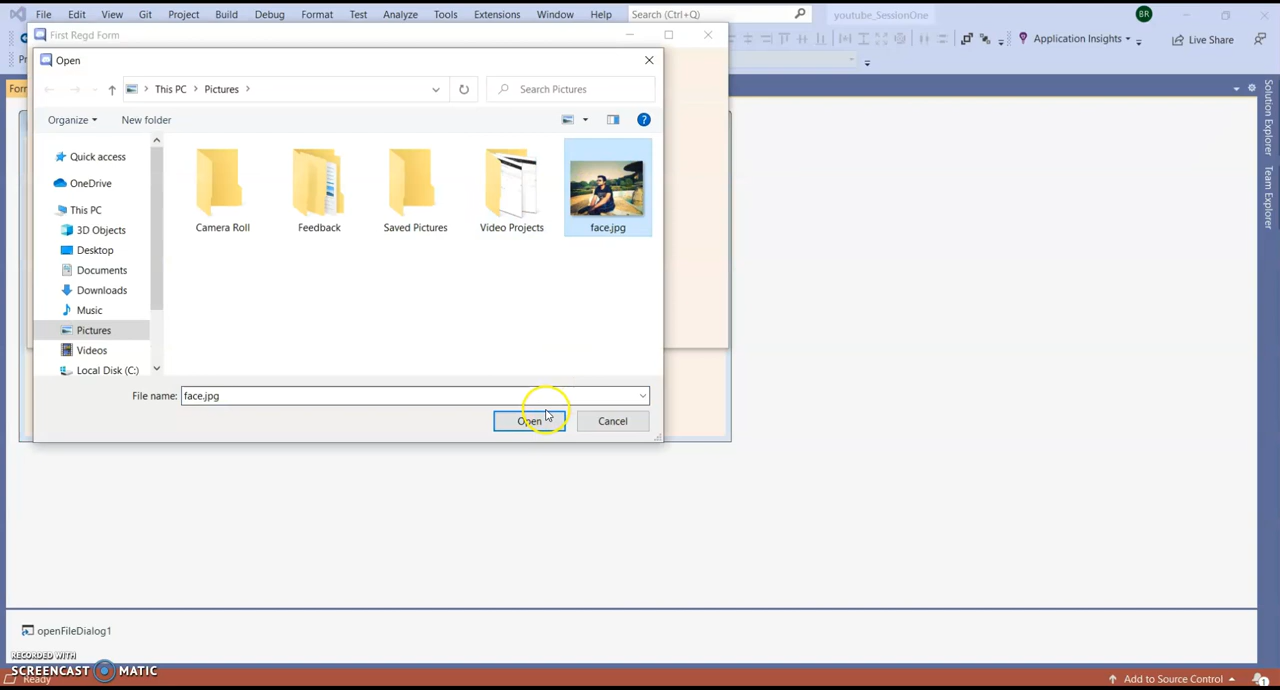 File Edit View Git Project Build Debug Format Test Analyze Tools Extensions Window Help Search (Ctrl+Q) youtube_SessionOne BR
First Regd Form
Application Insights Live Share
Open
This PC > Pictures > Search Pictures
Organize New folder
Quick access
OneDrive
This PC
3D Objects
Desktop
Documents
Downloads
Music
Pictures
Videos
Local Disk (C:)
Camera Roll Feedback Saved Pictures Video Projects face.jpg
File name: face.jpg
Open Cancel
Solution Explorer
Team Explorer
openFileDialog1
RECORDED WITH
SCREENCAST MATIC
Ready Add to Source Control 1